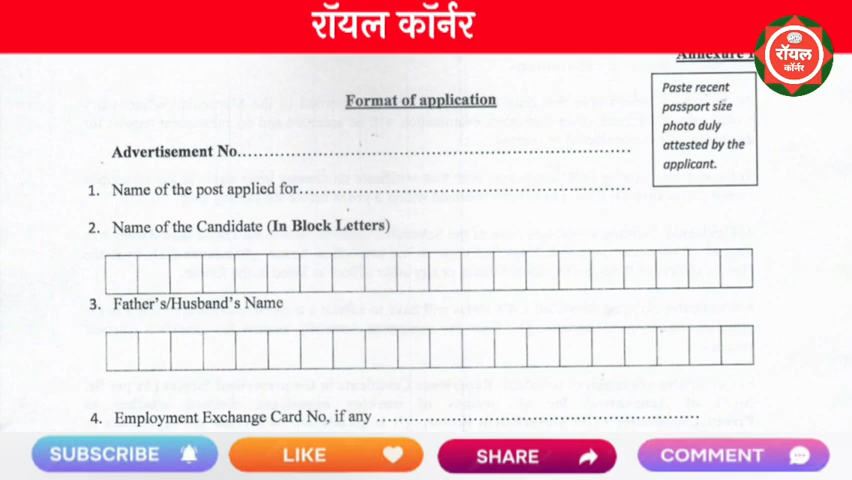 रॉयल कॉर्नर
रॉयल
कॉर्नर
Annexure I
Format of application
Paste recent
passport size
photo duly
attested by the
applicant.
Advertisement No.....................................................................
1. Name of the post applied for..........................................................
2. Name of the Candidate (In Block Letters)
3. Father's/Husband's Name
4. Employment Exchange Card No, if any ................................................
SUBSCRIBE
LIKE
SHARE
COMMENT